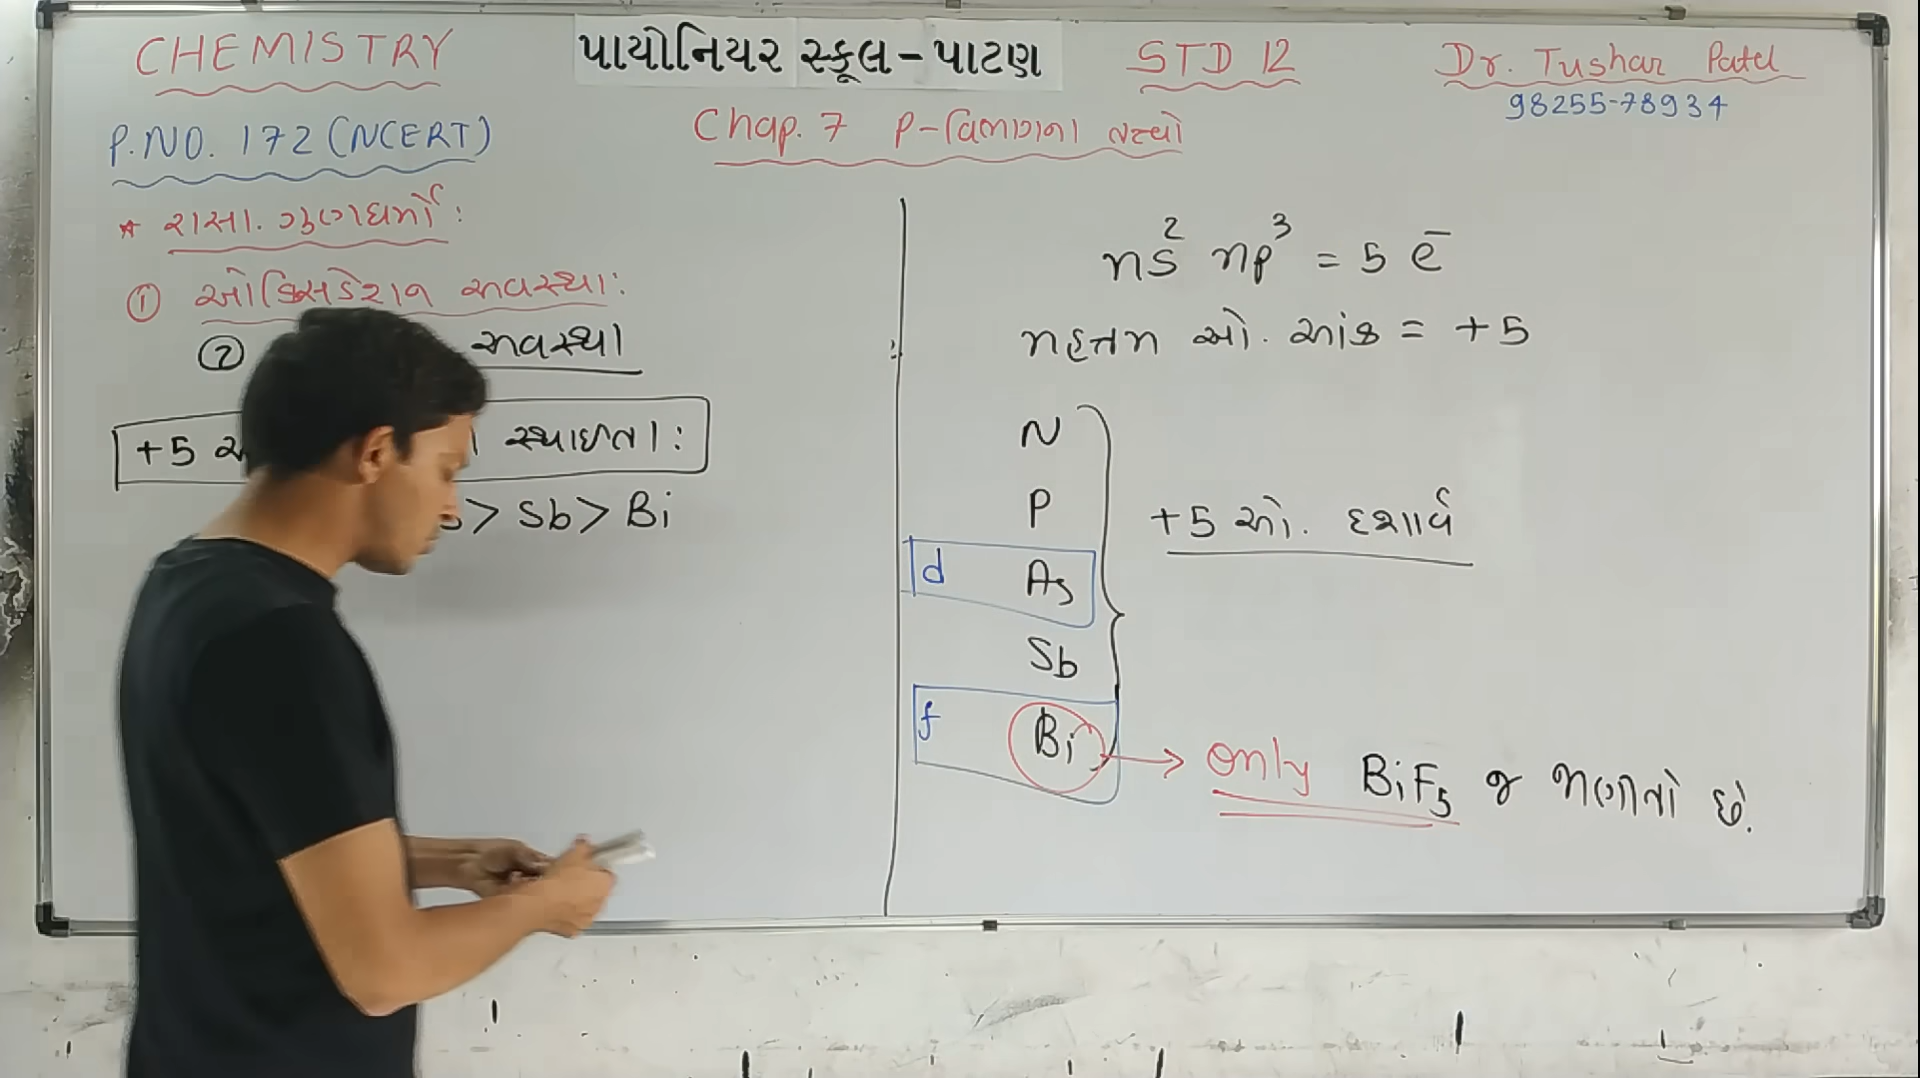 CHEMISTRY
પાયોનિયર સ્કૂલ - પાટણ
STD 12
Dr. Tushar Patel
98255-78934
P.NO. 172 (NCERT)
Chap. 7 P-વિભાગના તત્વો
* રાસા. ગુણધર્મો :
① ઓક્સિડેશન અવસ્થા:
② અવસ્થા
+5 સ્થાઈતા :
> Sb > Bi
ns² np³ = 5 e⁻
મહત્તમ ઓ. આંક = +5
N
P
d As
Sb
f Bi
+5 ઓ. દર્શાવે
→ only BiF₅ જ જાણીતો છે.